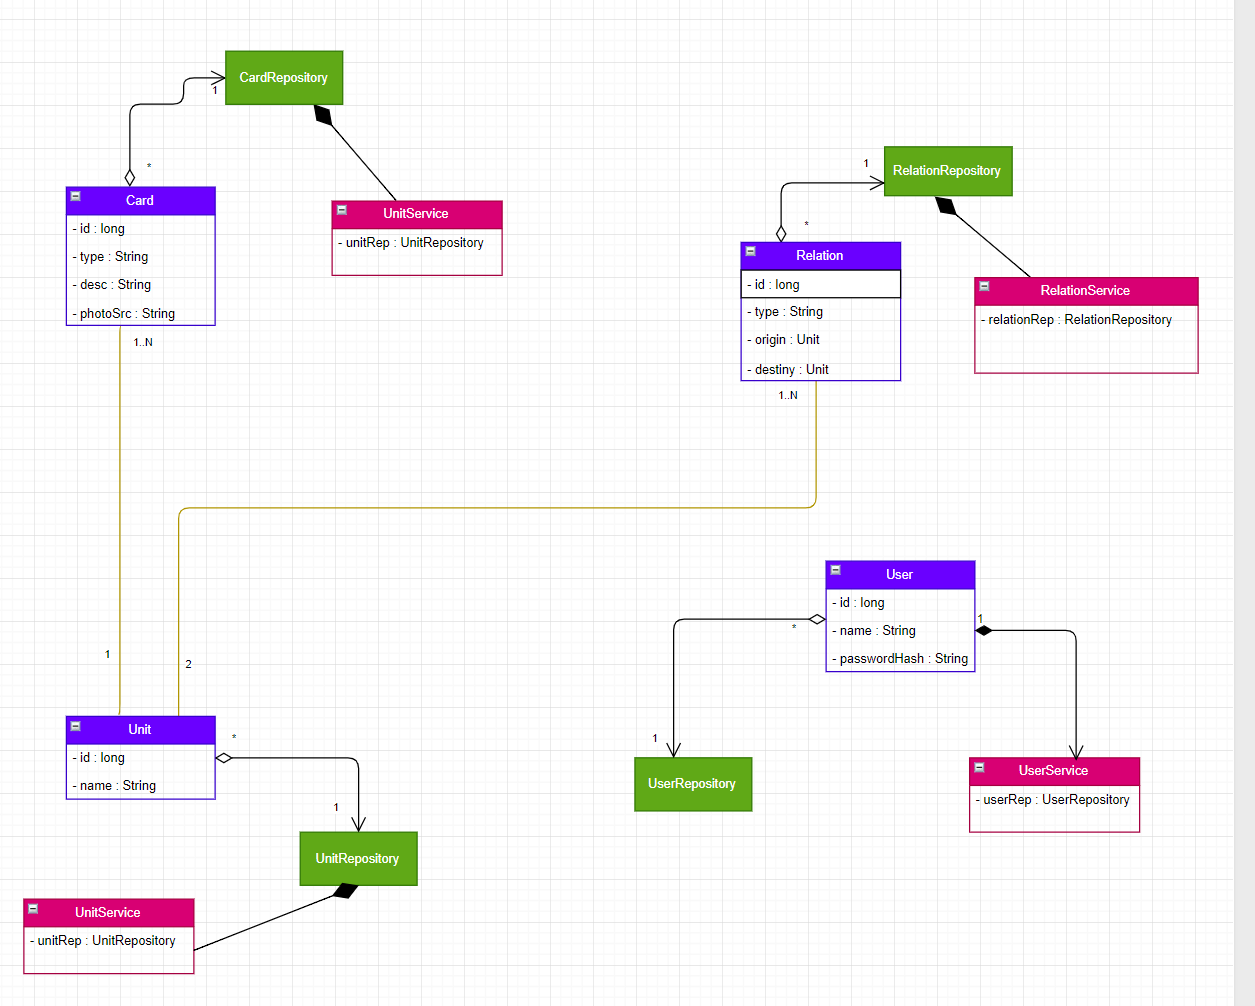 CardRepository
1
*
Card
- id : long
- type : String
- desc : String
- photoSrc : String
1..N
UnitService
- unitRep : UnitRepository
1
RelationRepository
*
Relation
- id : long
- type : String
- origin : Unit
- destiny : Unit
1..N
RelationService
- relationRep : RelationRepository
User
- id : long
- name : String
- passwordHash : String
*
1
1
UserRepository
UserService
- userRep : UserRepository
1
2
Unit
- id : long
- name : String
*
1
UnitRepository
UnitService
- unitRep : UnitRepository